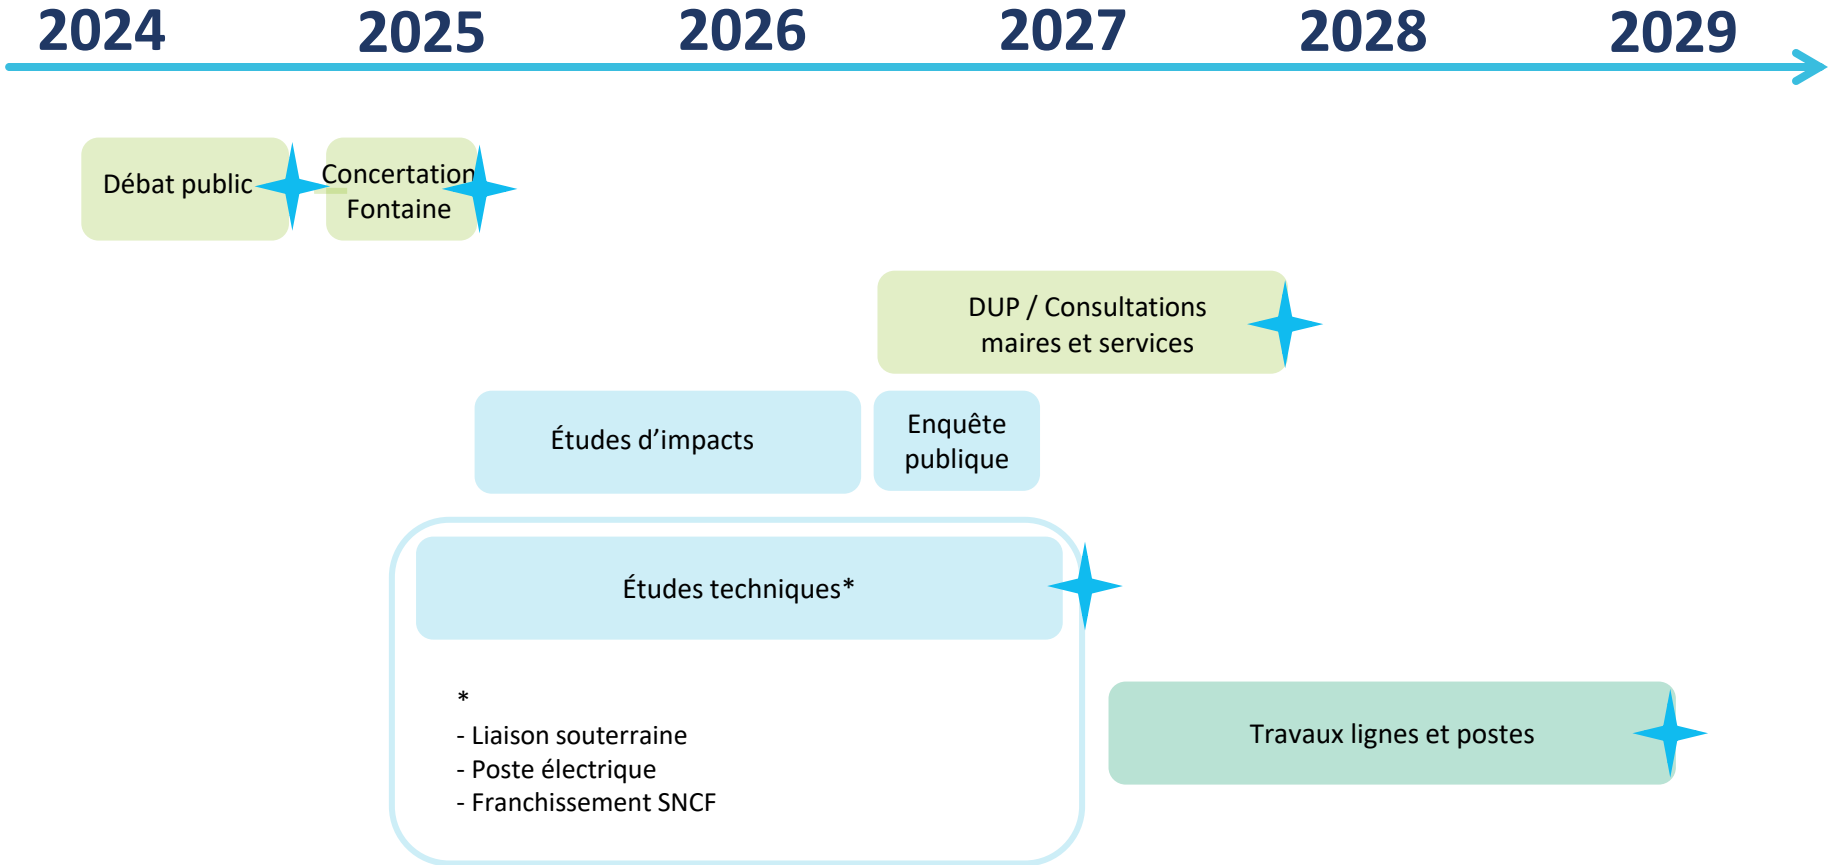 2024 2025 2026 2027 2028 2029
Débat public
Concertation
Fontaine
DUP / Consultations
maires et services
Études d’impacts
Enquête
publique
Études techniques*
*
- Liaison souterraine
- Poste électrique
- Franchissement SNCF
Travaux lignes et postes